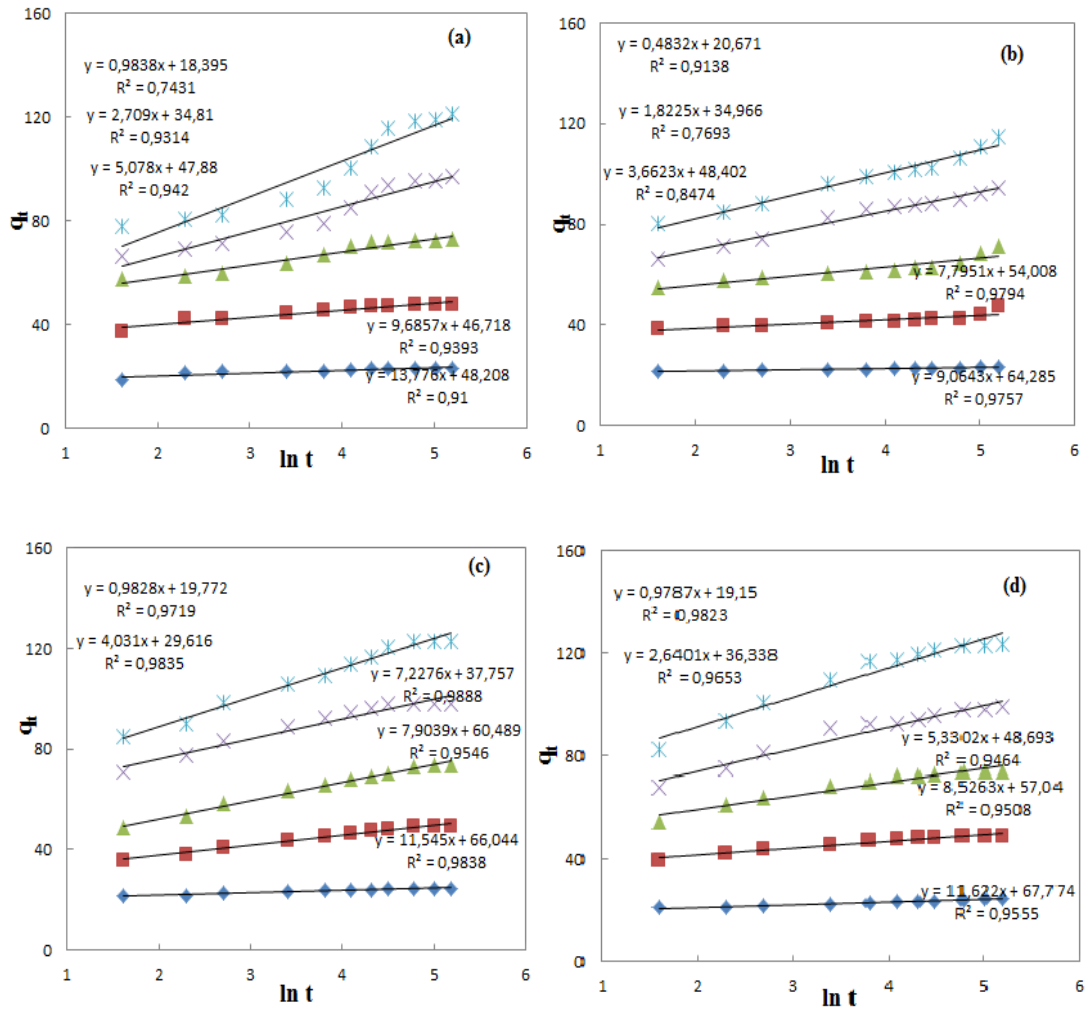 160
(a)
y = 0,9838x + 18,395
R² = 0,7431
120
y = 2,709x + 34,81
R² = 0,9314
y = 5,078x + 47,88
R² = 0,942
qt
80
40
y = 9,6857x + 46,718
R² = 0,9393
y = 13,776x + 48,208
R² = 0,91
0
1 2 3 4 5 6
ln t
160
y = 0,4832x + 20,671
(b)
R² = 0,9138
120
y = 1,8225x + 34,966
R² = 0,7693
y = 3,6623x + 48,402
R² = 0,8474
qt
80
y = 7,7951x + 54,008
R² = 0,9794
40
y = 9,0643x + 64,285
R² = 0,9757
0
1 2 3 4 5 6
ln t
160
(c)
y = 0,9828x + 19,772
R² = 0,9719
120
y = 4,031x + 29,616
R² = 0,9835
y = 7,2276x + 37,757
R² = 0,9888
qt
80
y = 7,9039x + 60,489
R² = 0,9546
40
y = 11,545x + 66,044
R² = 0,9838
0
1 2 3 4 5 6
ln t
160
(d)
y = 0,9787x + 19,15
R² = 0,9823
120
y = 2,6401x + 36,338
R² = 0,9653
qt
80
y = 5,3302x + 48,693
R² = 0,9464
y = 8,5263x + 57,04
R² = 0,9508
40
y = 11,622x + 67,774
R² = 0,9555
0
1 2 3 4 5 6
ln t